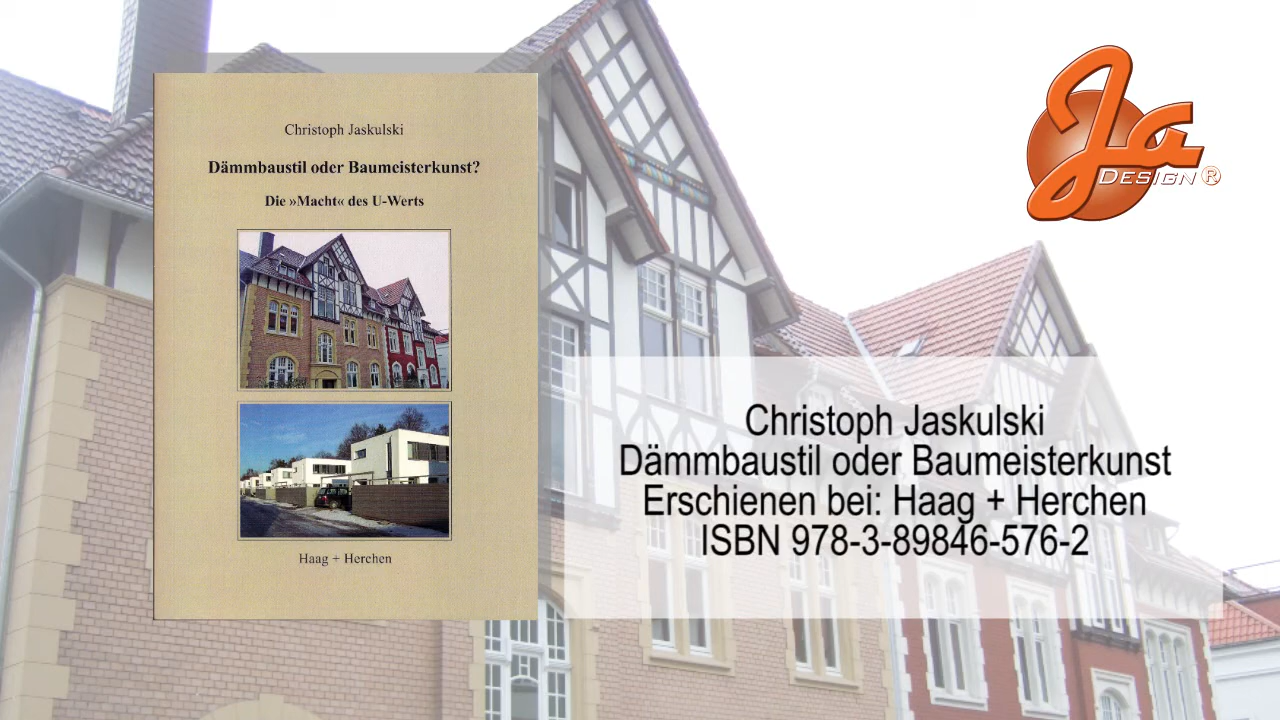 Christoph Jaskulski
Dämmbaustil oder Baumeisterkunst?
Die »Macht« des U-Werts
Haag + Herchen
Ja
DESIGN ®
Christoph Jaskulski
Dämmbaustil oder Baumeisterkunst
Erschienen bei: Haag + Herchen
ISBN 978-3-89846-576-2